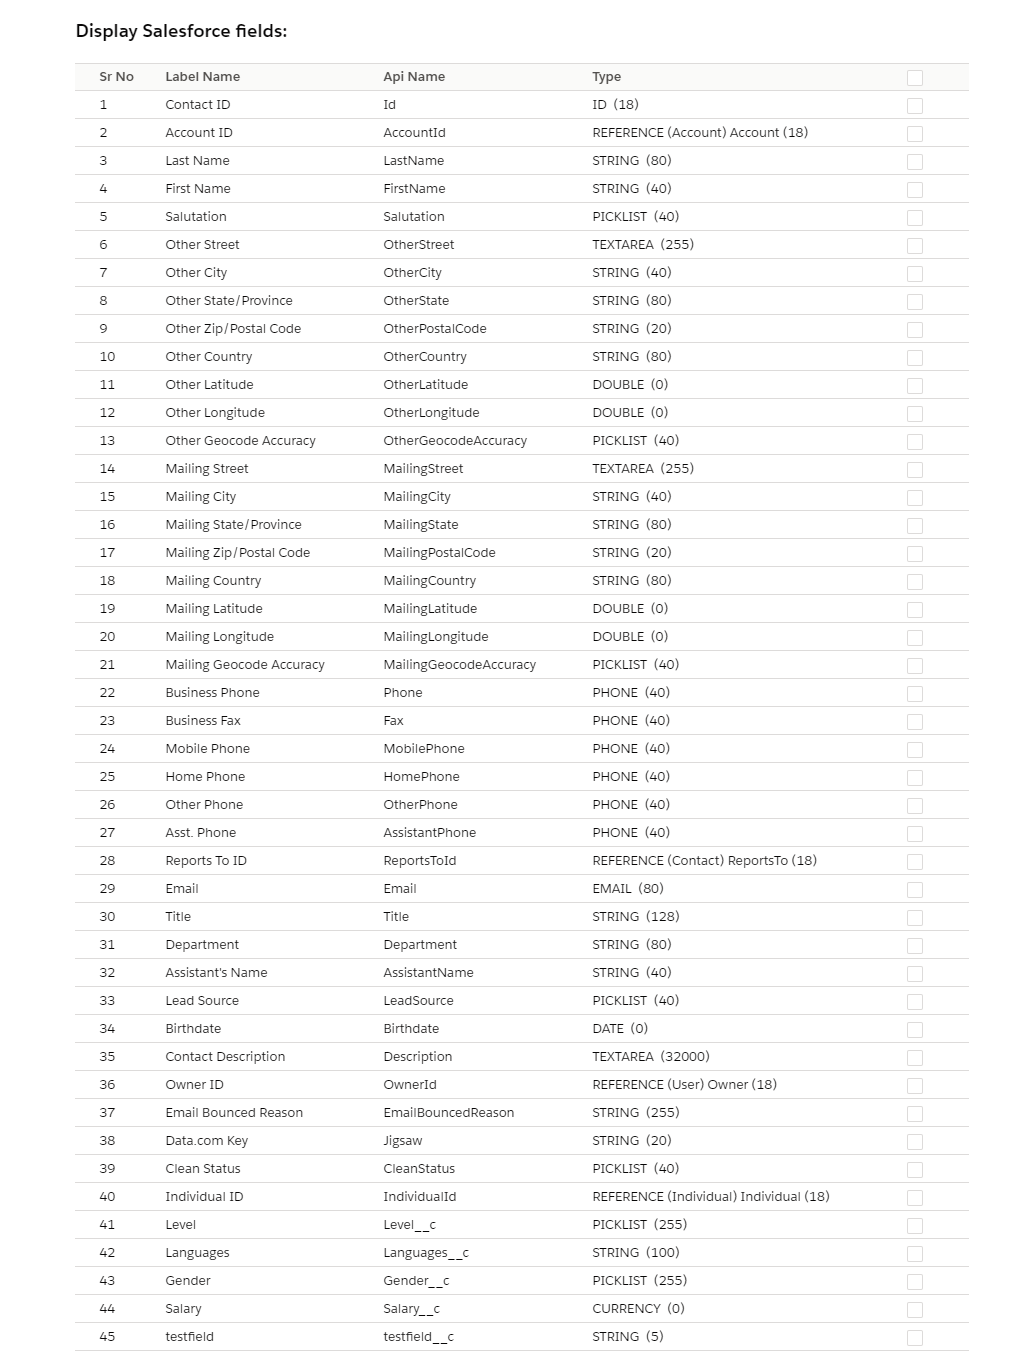 Display Salesforce fields:
Sr No Label Name Api Name Type
1 Contact ID Id ID (18)
2 Account ID AccountId REFERENCE (Account) Account (18)
3 Last Name LastName STRING (80)
4 First Name FirstName STRING (40)
5 Salutation Salutation PICKLIST (40)
6 Other Street OtherStreet TEXTAREA (255)
7 Other City OtherCity STRING (40)
8 Other State/Province OtherState STRING (80)
9 Other Zip/Postal Code OtherPostalCode STRING (20)
10 Other Country OtherCountry STRING (80)
11 Other Latitude OtherLatitude DOUBLE (0)
12 Other Longitude OtherLongitude DOUBLE (0)
13 Other Geocode Accuracy OtherGeocodeAccuracy PICKLIST (40)
14 Mailing Street MailingStreet TEXTAREA (255)
15 Mailing City MailingCity STRING (40)
16 Mailing State/Province MailingState STRING (80)
17 Mailing Zip/Postal Code MailingPostalCode STRING (20)
18 Mailing Country MailingCountry STRING (80)
19 Mailing Latitude MailingLatitude DOUBLE (0)
20 Mailing Longitude MailingLongitude DOUBLE (0)
21 Mailing Geocode Accuracy MailingGeocodeAccuracy PICKLIST (40)
22 Business Phone Phone PHONE (40)
23 Business Fax Fax PHONE (40)
24 Mobile Phone MobilePhone PHONE (40)
25 Home Phone HomePhone PHONE (40)
26 Other Phone OtherPhone PHONE (40)
27 Asst. Phone AssistantPhone PHONE (40)
28 Reports To ID ReportsToId REFERENCE (Contact) ReportsTo (18)
29 Email Email EMAIL (80)
30 Title Title STRING (128)
31 Department Department STRING (80)
32 Assistant's Name AssistantName STRING (40)
33 Lead Source LeadSource PICKLIST (40)
34 Birthdate Birthdate DATE (0)
35 Contact Description Description TEXTAREA (32000)
36 Owner ID OwnerId REFERENCE (User) Owner (18)
37 Email Bounced Reason EmailBouncedReason STRING (255)
38 Data.com Key Jigsaw STRING (20)
39 Clean Status CleanStatus PICKLIST (40)
40 Individual ID IndividualId REFERENCE (Individual) Individual (18)
41 Level Level__c PICKLIST (255)
42 Languages Languages__c STRING (100)
43 Gender Gender__c PICKLIST (255)
44 Salary Salary__c CURRENCY (0)
45 testfield testfield__c STRING (5)